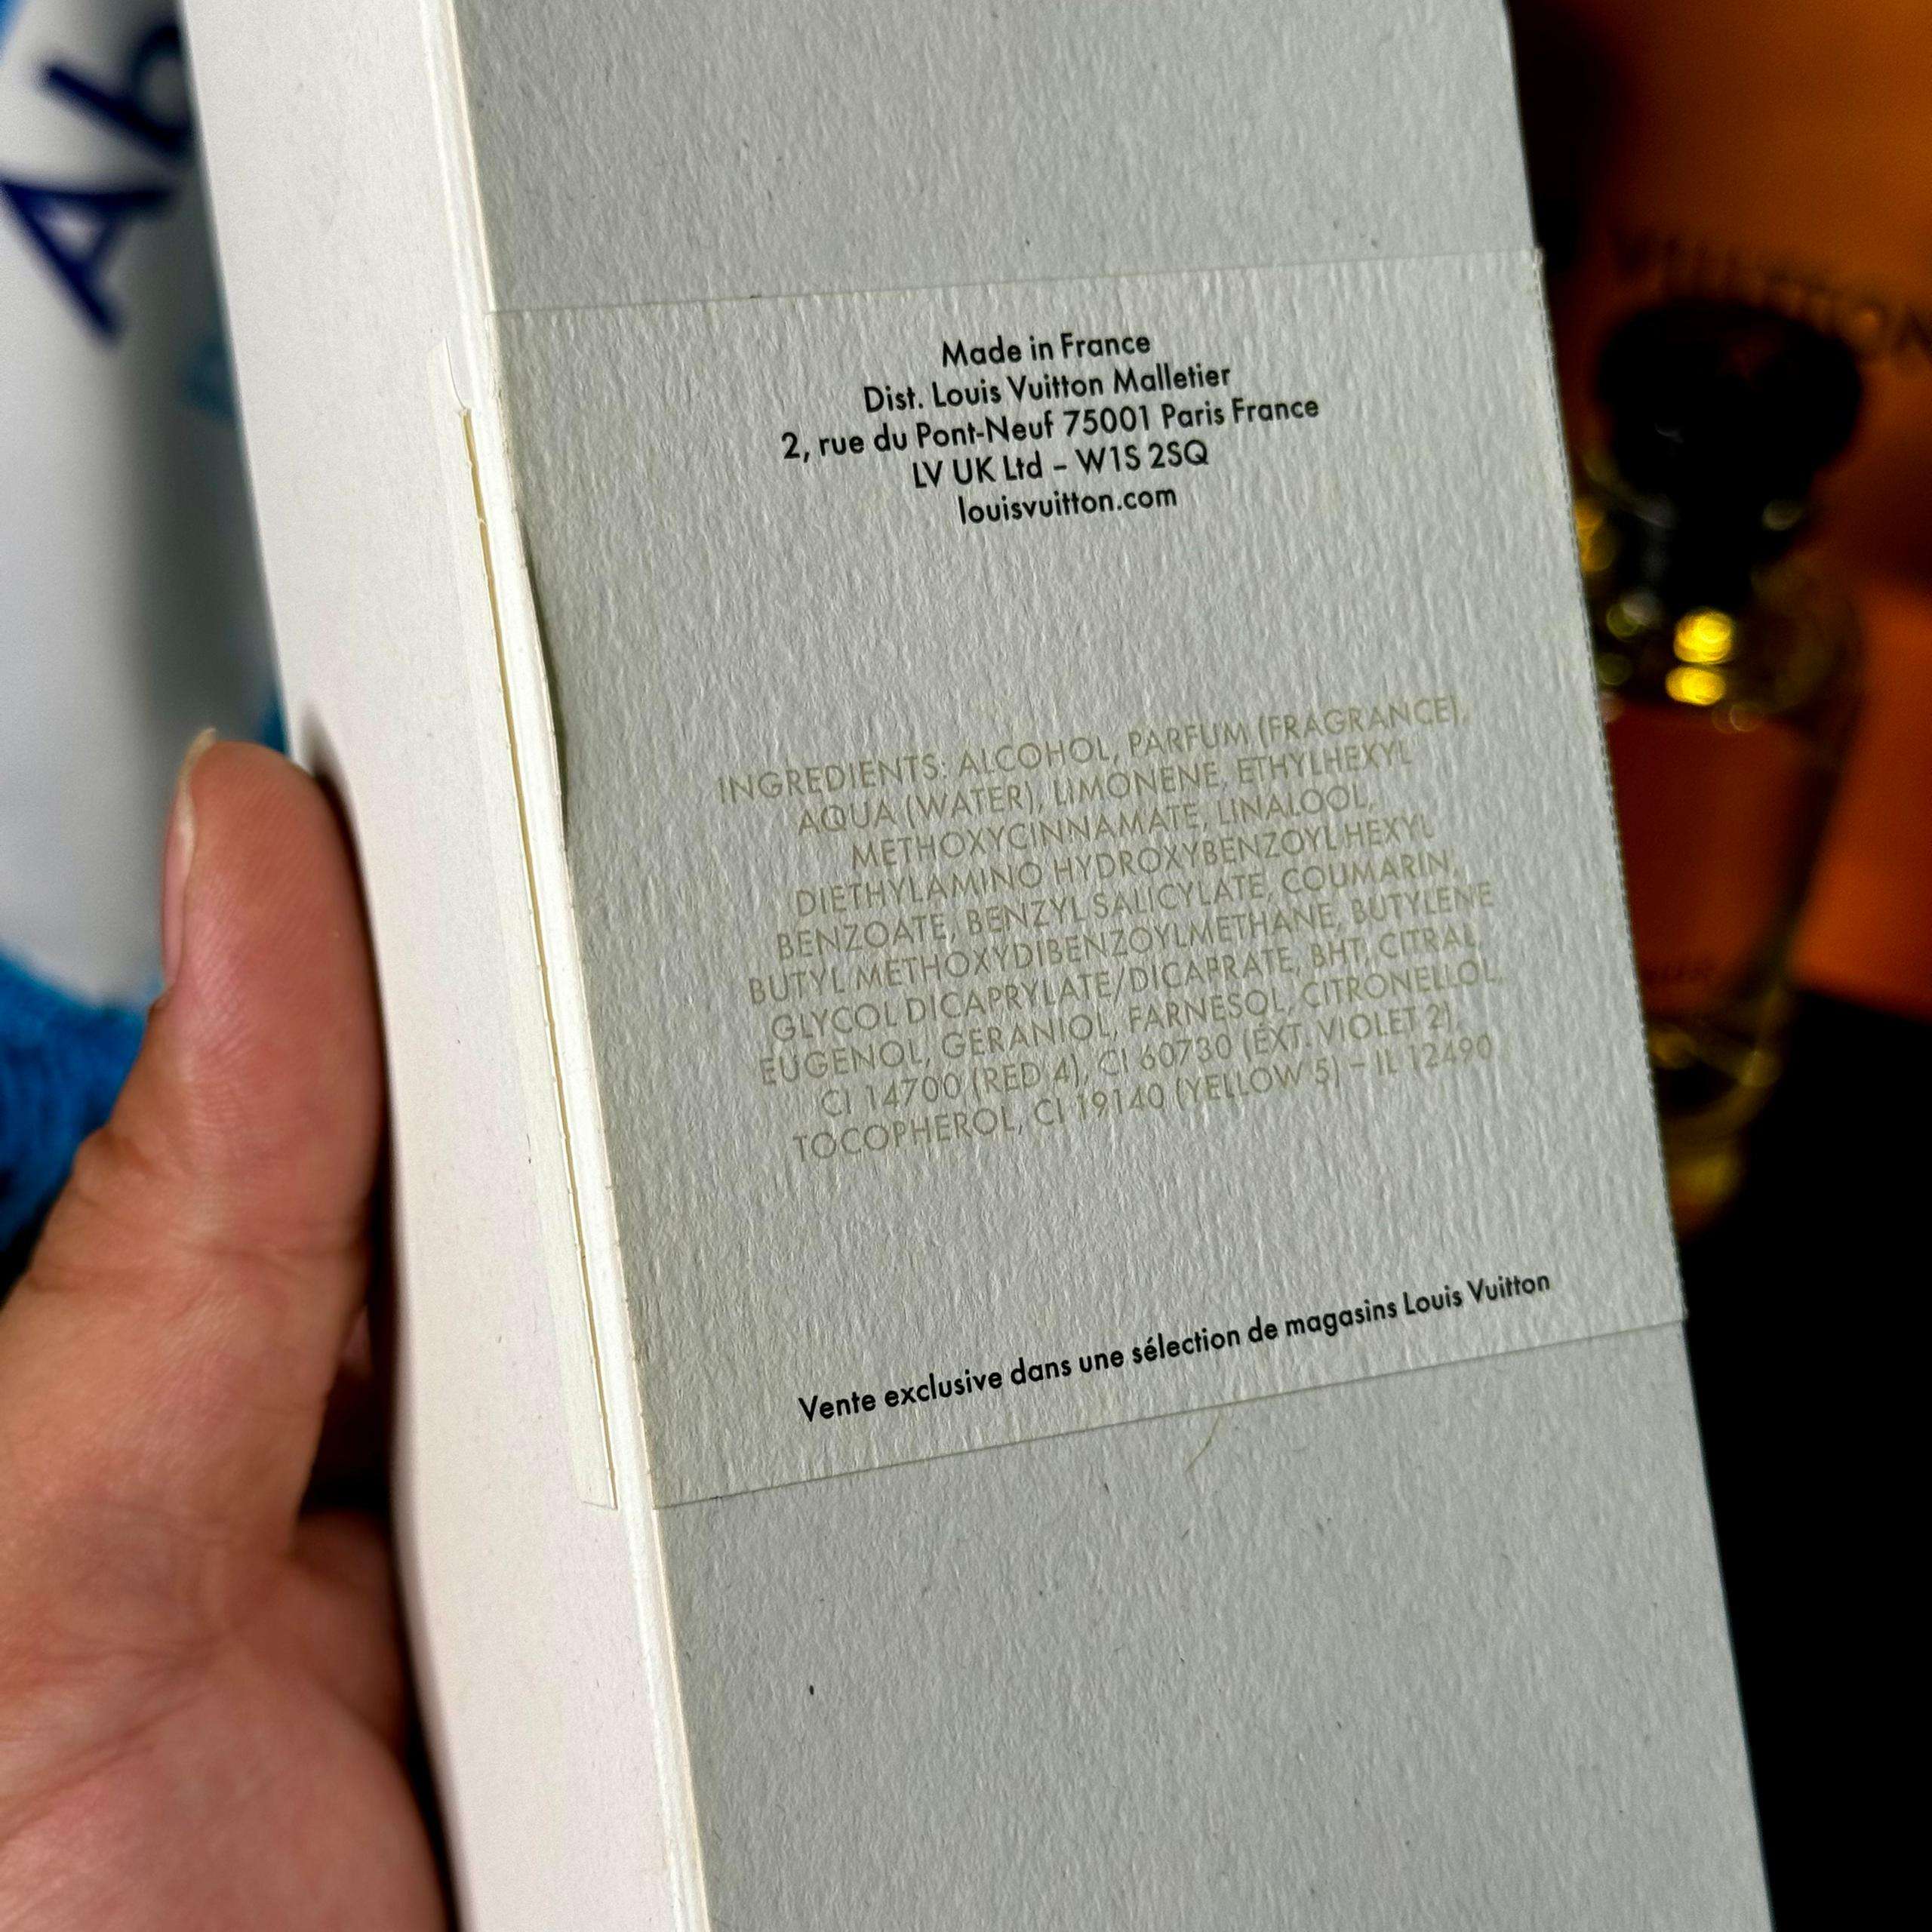 Ab
Made in France
Dist. Louis Vuitton Malletier
2, rue du Pont-Neuf 75001 Paris France
LV UK Ltd – W1S 2SQ
louisvuitton.com
INGREDIENTS: ALCOHOL, PARFUM (FRAGRANCE),
AQUA (WATER), LIMONENE, ETHYLHEXYL
METHOXYCINNAMATE, LINALOOL,
DIETHYLAMINO HYDROXYBENZOYL HEXYL
BENZOATE, BENZYL SALICYLATE, COUMARIN,
BUTYL METHOXYDIBENZOYLMETHANE, BUTYLENE
GLYCOL DICAPRYLATE/DICAPRATE, BHT, CITRAL,
EUGENOL, GERANIOL, FARNESOL, CITRONELLOL,
CI 14700 (RED 4), CI 60730 (EXT. VIOLET 2),
TOCOPHEROL, CI 19140 (YELLOW 5) – IL 12490
Vente exclusive dans une sélection de magasins Louis Vuitton
VUITTON